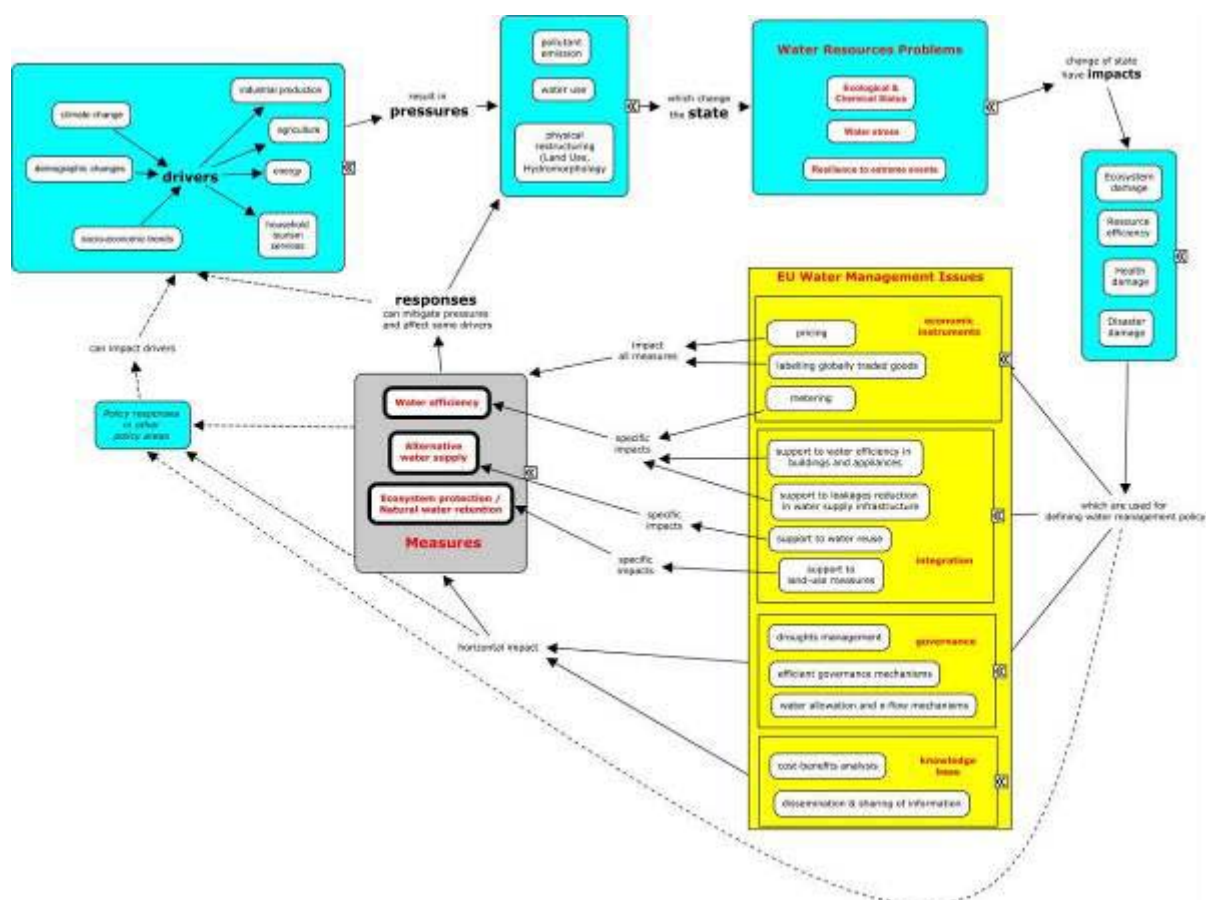 industrial production
climate change
agriculture
demographic changes
drivers
energy
socio-economic trends
household
tourism
services
result in
pressures
pollutant
emission
water use
physical
restructuring
(Land Use,
Hydromorphology
which change
the state
Water Resources Problems
Ecological &
Chemical Status
Water stress
Resilience to extreme events
change of state
have impacts
Ecosystem
damage
Resource
efficiency
Health
damage
Disaster
damage
which are used for
defining water management policy
EU Water Management Issues
economic
instruments
pricing
labelling globally traded goods
metering
support to water efficiency in
buildings and appliances
support to leakages reduction
in water supply infrastructure
support to water reuse
support to
land-use measures
integration
droughts management
governance
efficient governance mechanisms
water allowation and e-flow mechanisms
cost-benefits analysis
knowledge
base
dissemination & sharing of information
impact
all measures
specific
impacts
specific
impacts
specific
impacts
horizontal impact
responses
can mitigate pressures
and affect some drivers
Water efficiency
Alternative
water supply
Ecosystem protection /
Natural water retention
Measures
can impact drivers
Policy responses
in other
policy areas